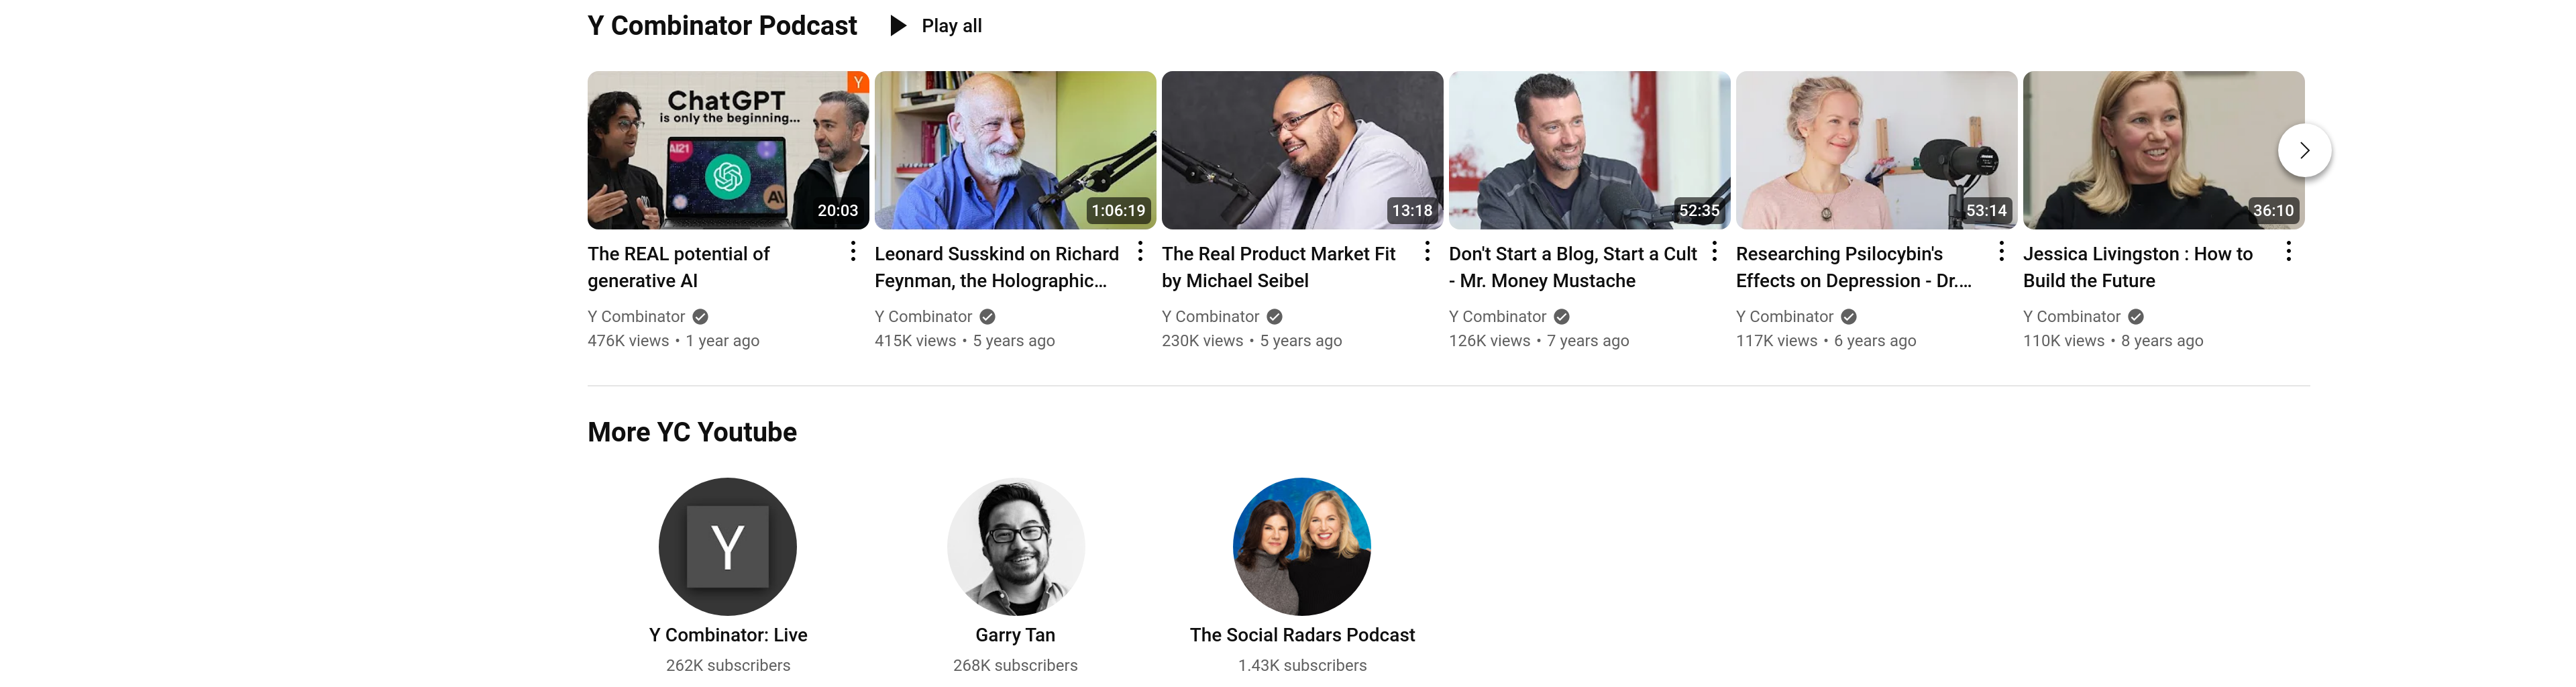 Y Combinator Podcast
Play all
Y
ChatGPT
is only the beginning...
AI21
AI
20:03
1:06:19
13:18
52:35
53:14
36:10
The REAL potential of
generative AI
Y Combinator
476K views • 1 year ago
Leonard Susskind on Richard
Feynman, the Holographic...
Y Combinator
415K views • 5 years ago
The Real Product Market Fit
by Michael Seibel
Y Combinator
230K views • 5 years ago
Don't Start a Blog, Start a Cult
- Mr. Money Mustache
Y Combinator
126K views • 7 years ago
Researching Psilocybin's
Effects on Depression - Dr....
Y Combinator
117K views • 6 years ago
Jessica Livingston : How to
Build the Future
Y Combinator
110K views • 8 years ago
More YC Youtube
Y
Y Combinator: Live
262K subscribers
Garry Tan
268K subscribers
The Social Radars Podcast
1.43K subscribers